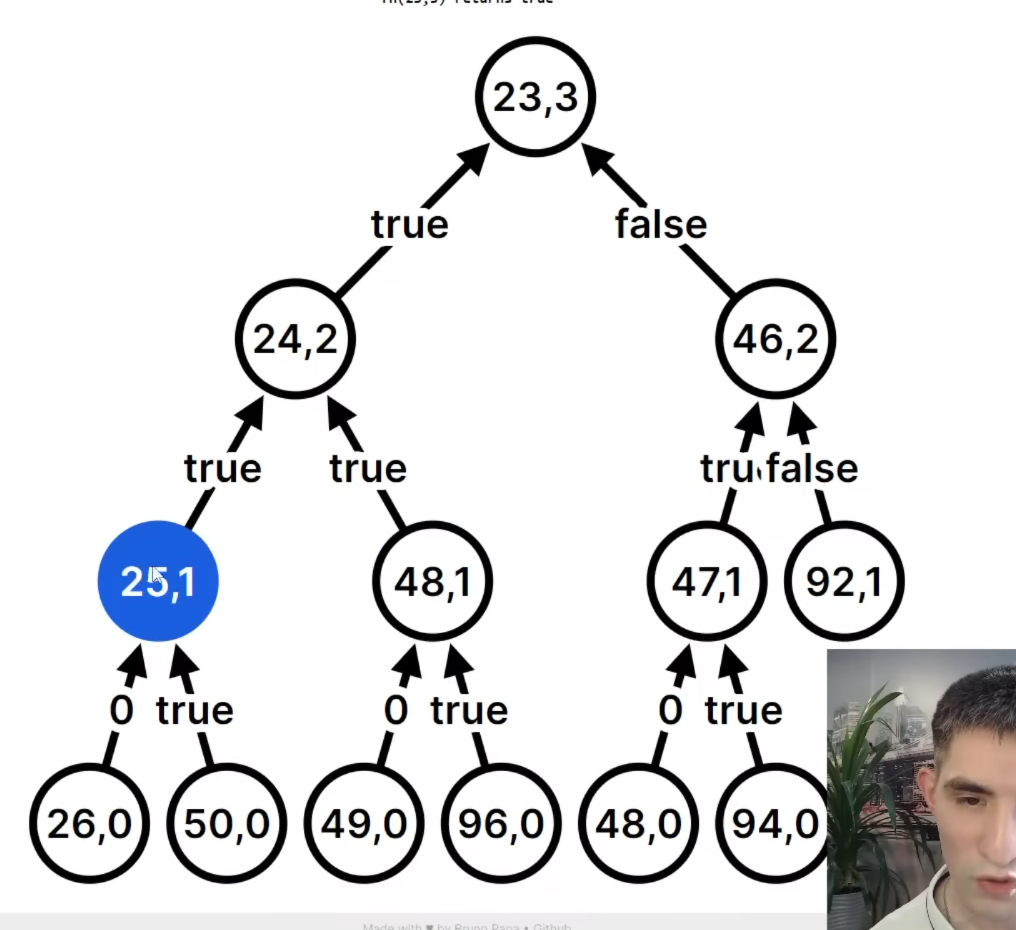 fn(23,3) returns true
23,3
true
false
24,2
46,2
true
true
false
25,1
48,1
47,1
92,1
0
true
0
true
0
true
26,0
50,0
49,0
96,0
48,0
94,0
Made with ♥ by Bruno Papa • Github